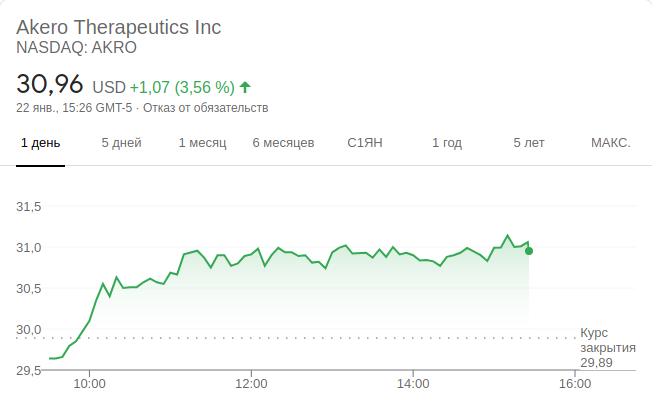 Akero Therapeutics Inc
NASDAQ: AKRO
30,96 USD +1,07 (3,56 %)
22 янв., 15:26 GMT-5 · Отказ от обязательств
1 день 5 дней 1 месяц 6 месяцев С1ЯН 1 год 5 лет МАКС.
31,5
31,0
30,5
30,0
Курс
закрытия
29,89
29,5
10:00 12:00 14:00 16:00